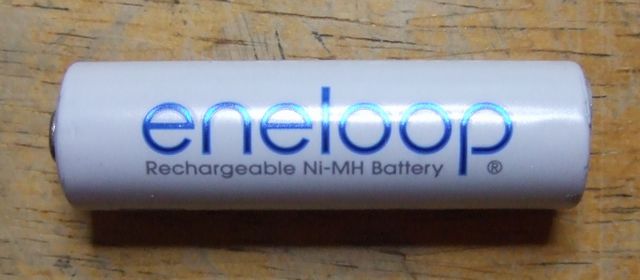 eneloop
Rechargeable Ni-MH Battery ®